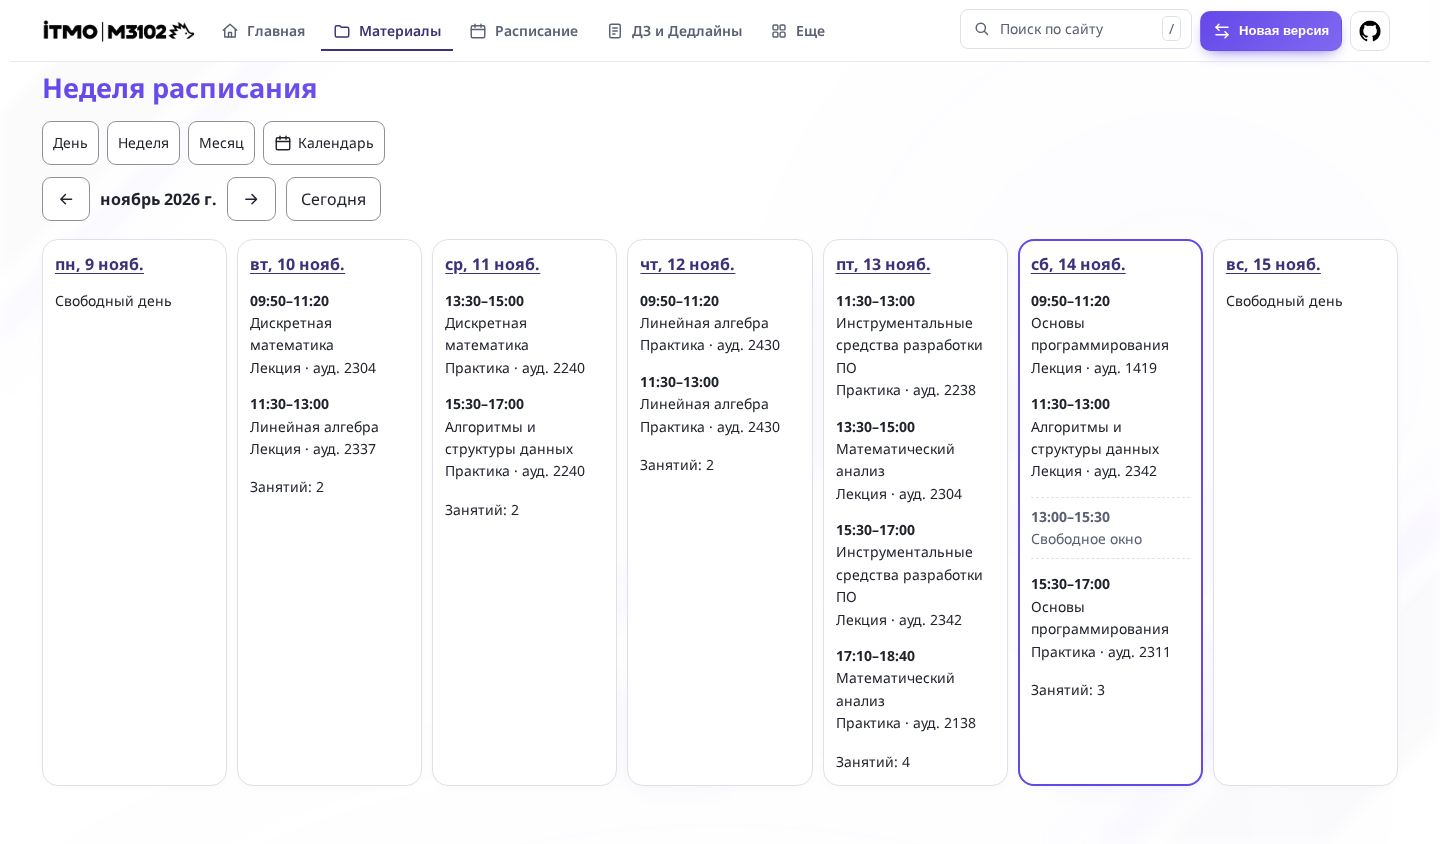 iTMO | M3102
Главная
Материалы
Расписание
ДЗ и Дедлайны
Еще
Поиск по сайту
/
Новая версия
Неделя расписания
День
Неделя
Месяц
Календарь
ноябрь 2026 г.
Сегодня
пн, 9 нояб.
Свободный день
вт, 10 нояб.
09:50–11:20
Дискретная
математика
Лекция · ауд. 2304
11:30–13:00
Линейная алгебра
Лекция · ауд. 2337
Занятий: 2
ср, 11 нояб.
13:30–15:00
Дискретная
математика
Практика · ауд. 2240
15:30–17:00
Алгоритмы и
структуры данных
Практика · ауд. 2240
Занятий: 2
чт, 12 нояб.
09:50–11:20
Линейная алгебра
Практика · ауд. 2430
11:30–13:00
Линейная алгебра
Практика · ауд. 2430
Занятий: 2
пт, 13 нояб.
11:30–13:00
Инструментальные
средства разработки
ПО
Практика · ауд. 2238
13:30–15:00
Математический
анализ
Лекция · ауд. 2304
15:30–17:00
Инструментальные
средства разработки
ПО
Лекция · ауд. 2342
17:10–18:40
Математический
анализ
Практика · ауд. 2138
Занятий: 4
сб, 14 нояб.
09:50–11:20
Основы
программирования
Лекция · ауд. 1419
11:30–13:00
Алгоритмы и
структуры данных
Лекция · ауд. 2342
13:00–15:30
Свободное окно
15:30–17:00
Основы
программирования
Практика · ауд. 2311
Занятий: 3
вс, 15 нояб.
Свободный день